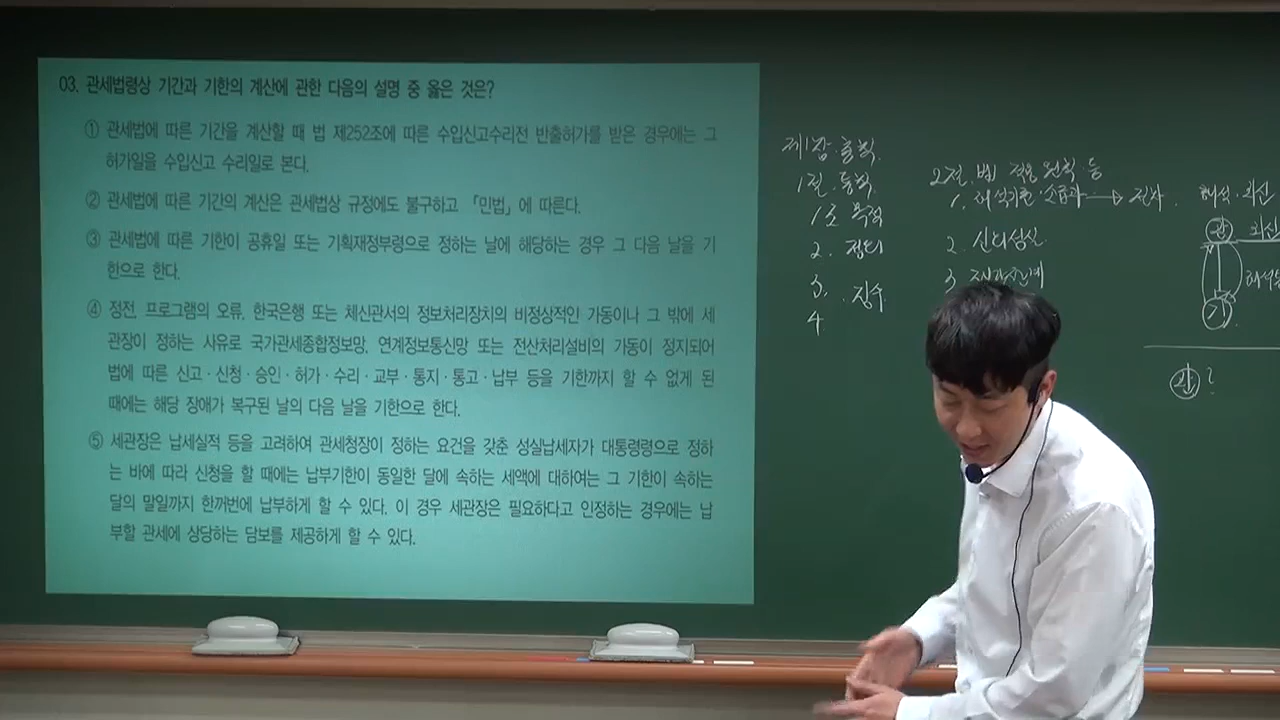 03. 관세법령상 기간과 기한의 계산에 관한 다음의 설명 중 옳은 것은?
① 관세법에 따른 기간을 계산할 때 법 제252조에 따른 수입신고수리전 반출허가를 받은 경우에는 그
허가일을 수입신고 수리일로 본다.
② 관세법에 따른 기간의 계산은 관세법상 규정에도 불구하고 「민법」에 따른다.
③ 관세법에 따른 기한이 공휴일 또는 기획재정부령으로 정하는 날에 해당하는 경우 그 다음 날을 기
한으로 한다.
④ 정전, 프로그램의 오류, 한국은행 또는 체신관서의 정보처리장치의 비정상적인 가동이나 그 밖에 세
관장이 정하는 사유로 국가관세종합정보망, 연계정보통신망 또는 전산처리설비의 가동이 정지되어
법에 따른 신고·신청·승인·허가·수리·교부·통지·통고·납부 등을 기한까지 할 수 없게 된
때에는 해당 장애가 복구된 날의 다음 날을 기한으로 한다.
⑤ 세관장은 납세실적 등을 고려하여 관세청장이 정하는 요건을 갖춘 성실납세자가 대통령령으로 정하
는 바에 따라 신청을 할 때에는 납부기한이 동일한 달에 속하는 세액에 대하여는 그 기한이 속하는
달의 말일까지 한꺼번에 납부하게 할 수 있다. 이 경우 세관장은 필요하다고 인정하는 경우에는 납
부할 관세에 상당하는 담보를 제공하게 할 수 있다.
제1장 총칙
1절. 통칙
1조 목적
2. 정의
3.
징수
4
2절. 법 적용 원칙 등
1. 해석기준 소급과 → 전자
2. 신의성실
3
해석. 최신
관 최신
기
관?